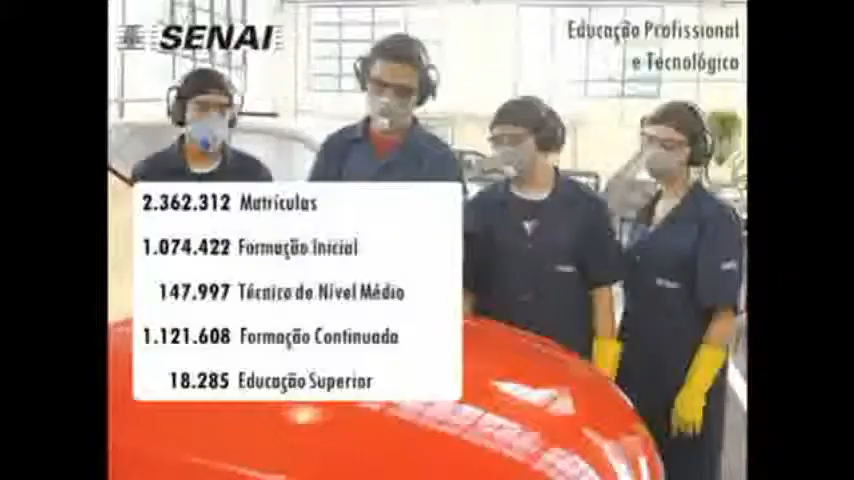 SENAI
Educação Profissional
e Tecnológica
2.362.312 Matrículas
1.074.422 Formação Inicial
147.997 Técnico de Nível Médio
1.121.608 Formação Continuada
18.285 Educação Superior